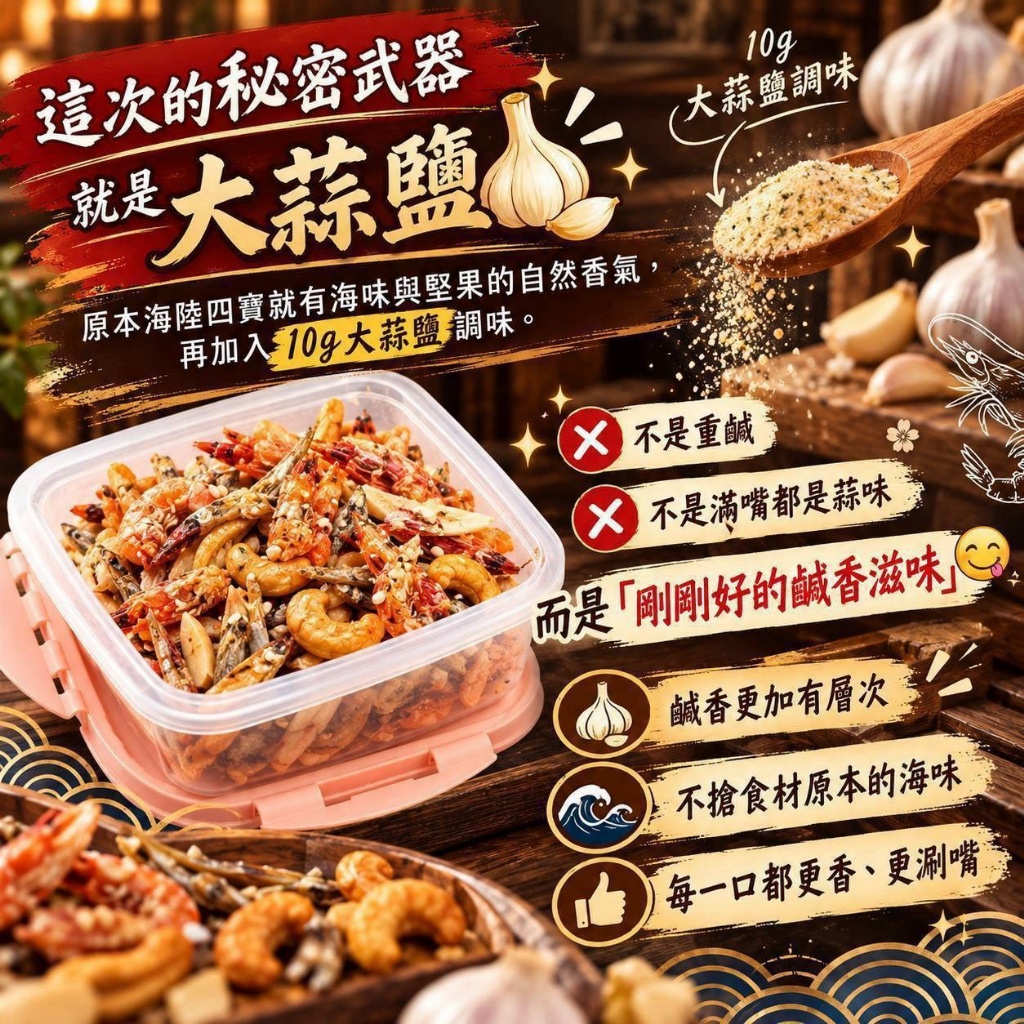 這次的秘密武器
就是大蒜鹽
10g
大蒜鹽調味
原本海陸四寶就有海味與堅果的自然香氣，
再加入10g大蒜鹽調味。
不是重鹹
不是滿嘴都是蒜味
而是「剛剛好的鹹香滋味」
鹹香更加有層次
不搶食材原本的海味
每一口都更香、更涮嘴